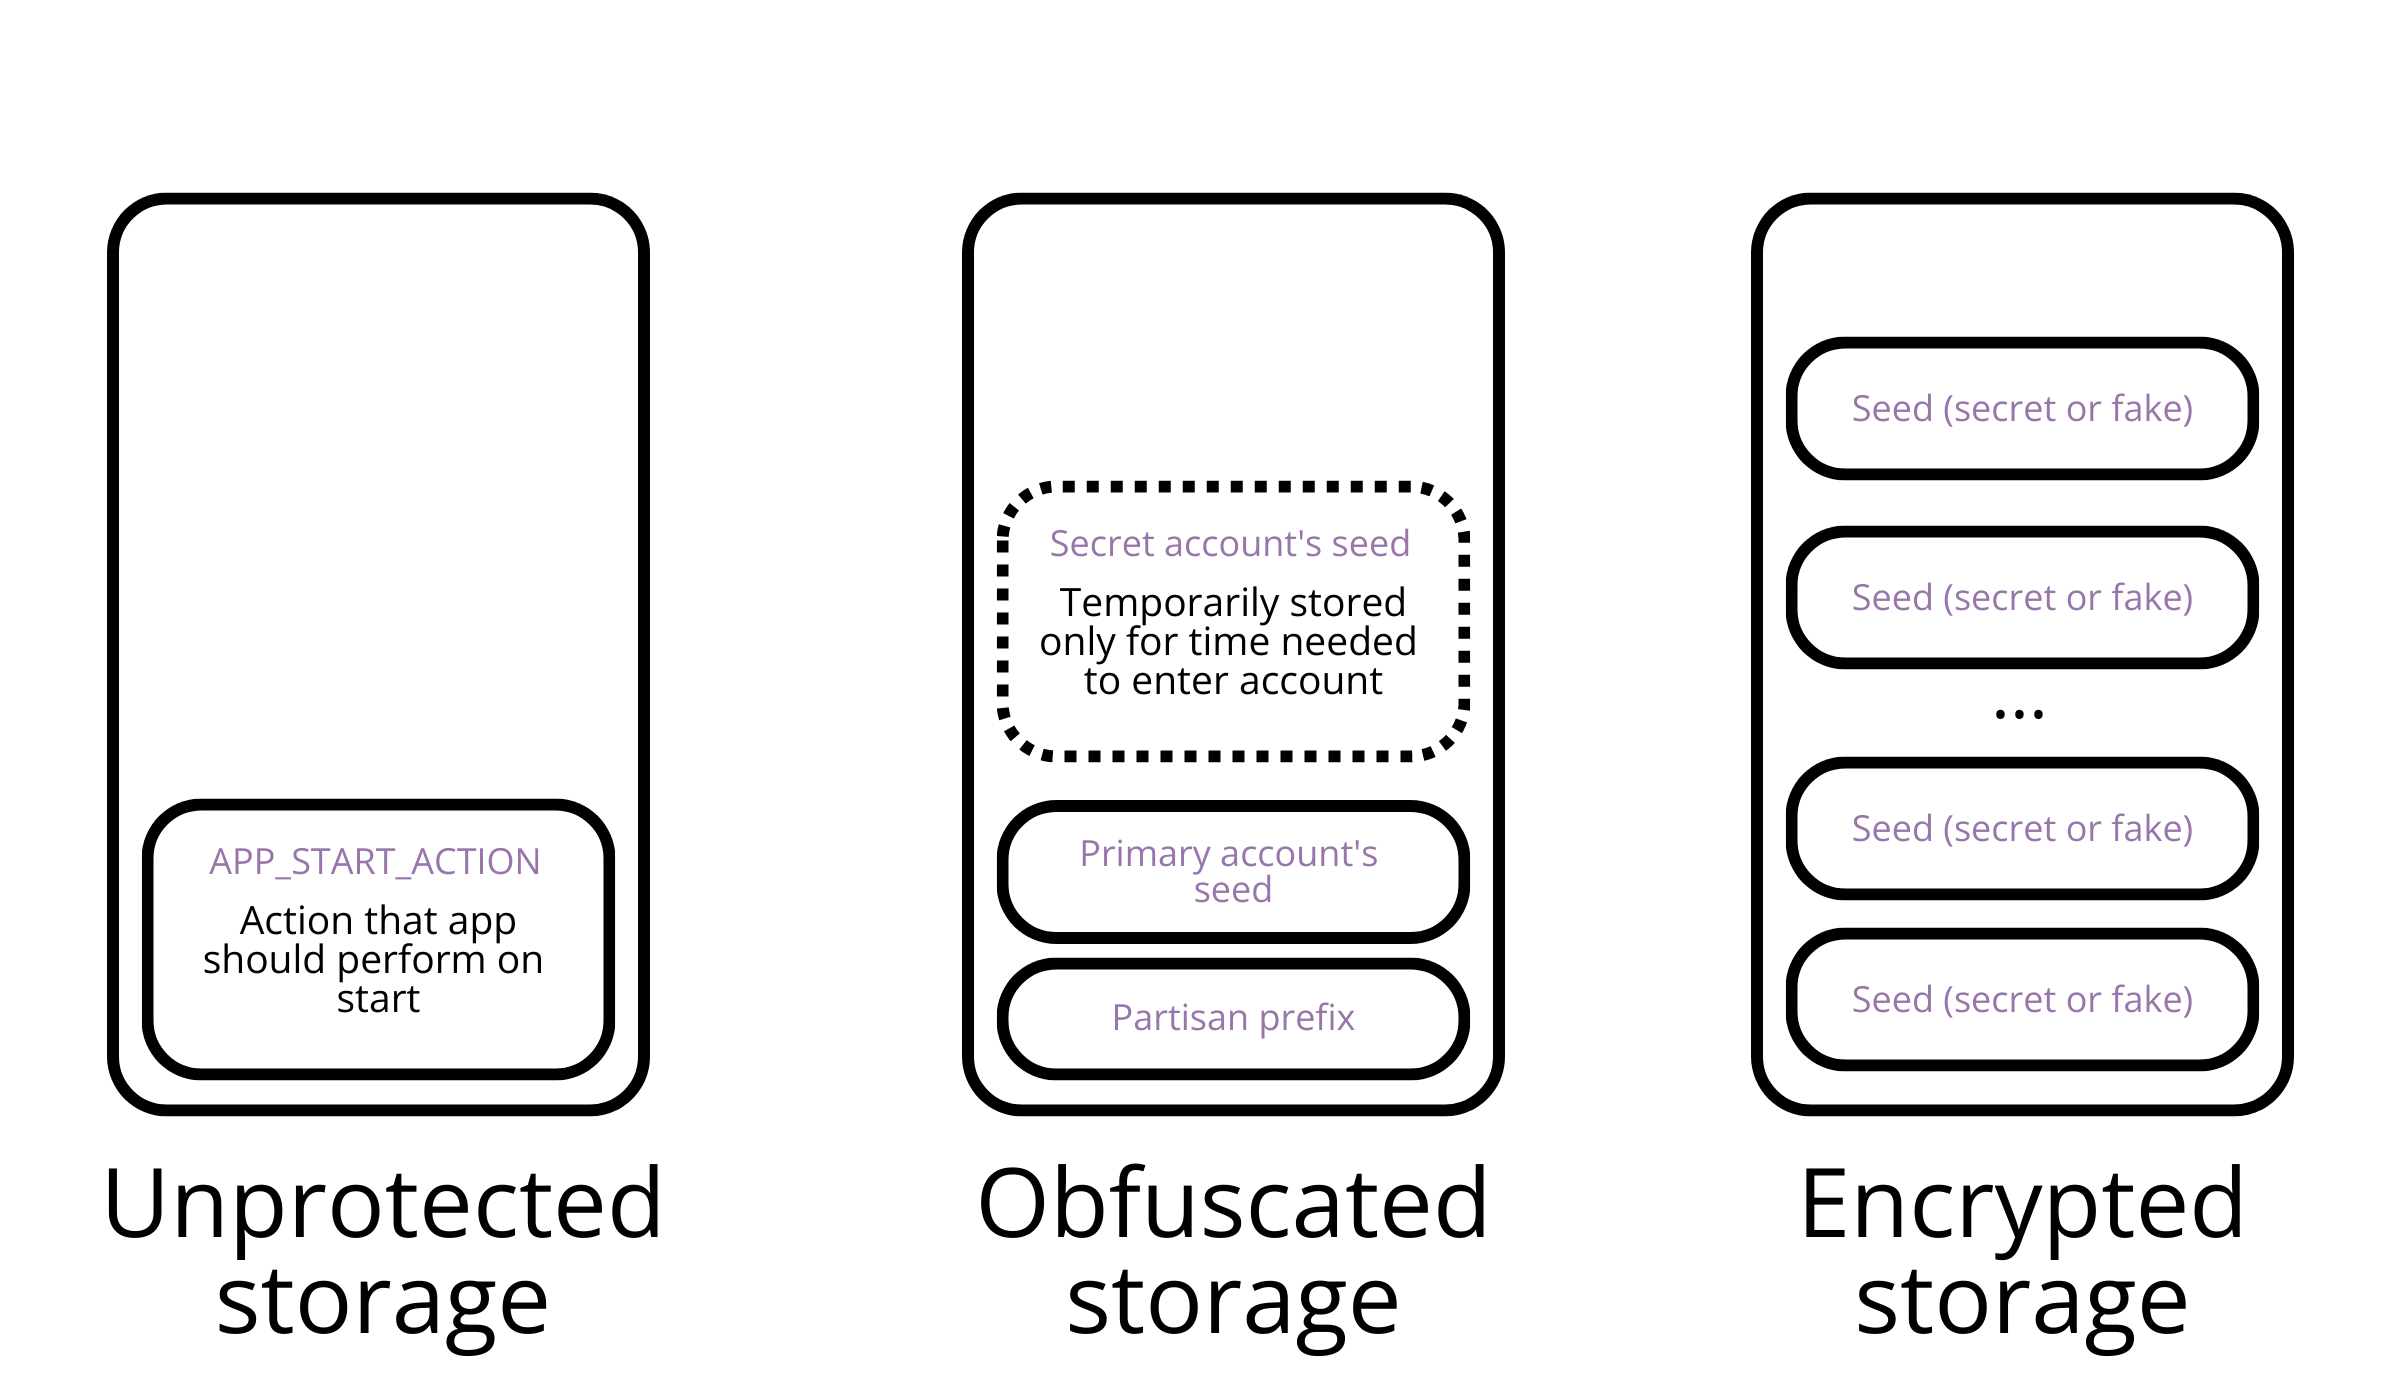 APP_START_ACTION
Action that app
should perform on
start
Unprotected
storage
Secret account's seed
Temporarily stored
only for time needed
to enter account
Primary account's
seed
Partisan prefix
Obfuscated
storage
Seed (secret or fake)
Seed (secret or fake)
...
Seed (secret or fake)
Seed (secret or fake)
Encrypted
storage